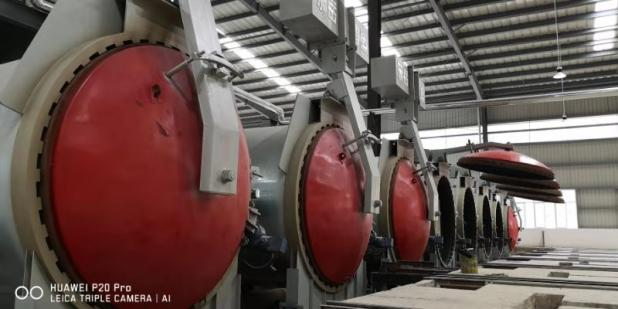 HUAWEI P20 Pro
LEICA TRIPLE CAMERA | AI